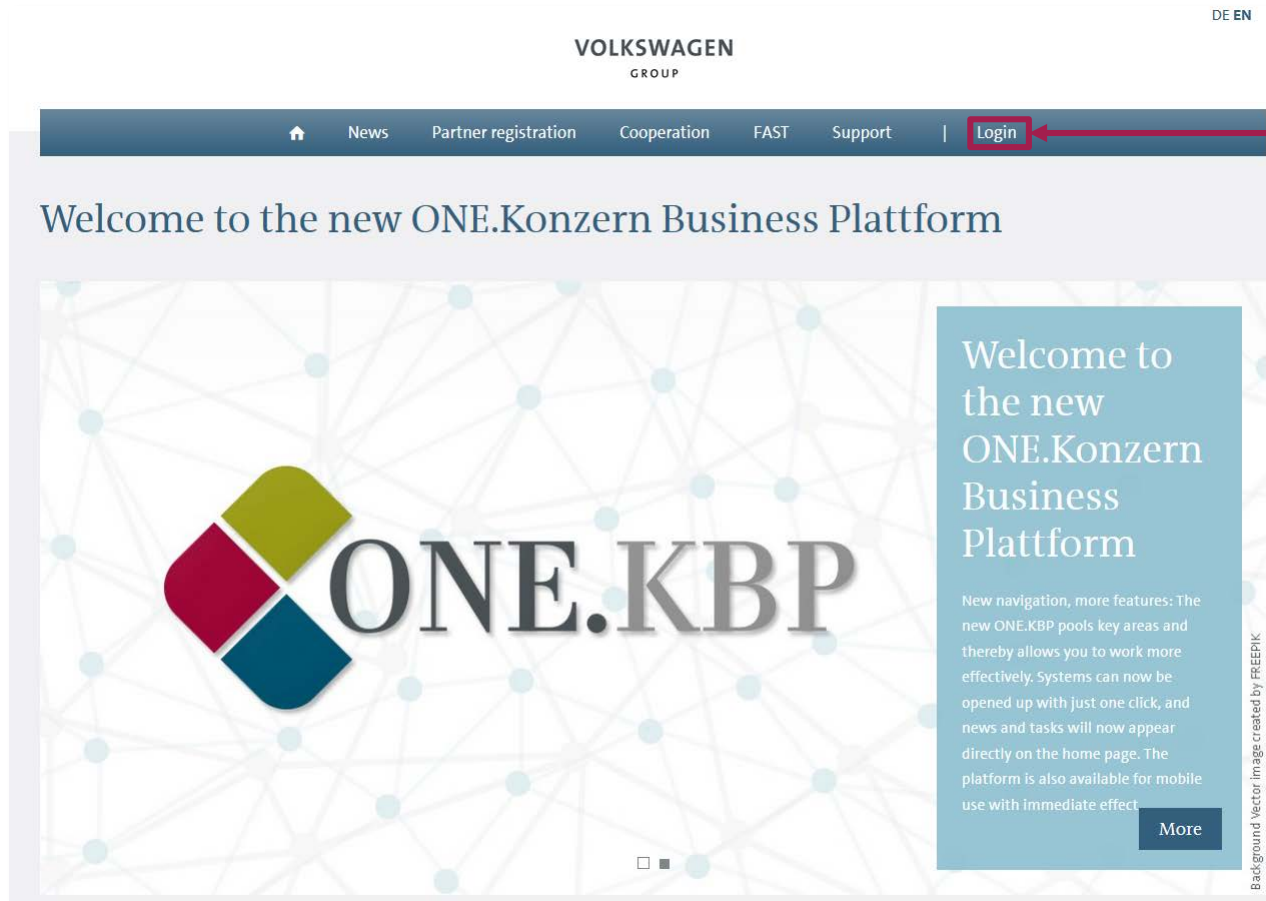 DE EN
VOLKSWAGEN
GROUP
News Partner registration Cooperation FAST Support | Login
Welcome to the new ONE.Konzern Business Plattform
ONE.KBP
Welcome to
the new
ONE.Konzern
Business
Plattform
New navigation, more features: The
new ONE.KBP pools key areas and
thereby allows you to work more
effectively. Systems can now be
opened up with just one click, and
news and tasks will now appear
directly on the home page. The
platform is also available for mobile
use with immediate effect
More
Background Vector image created by FREEPIK